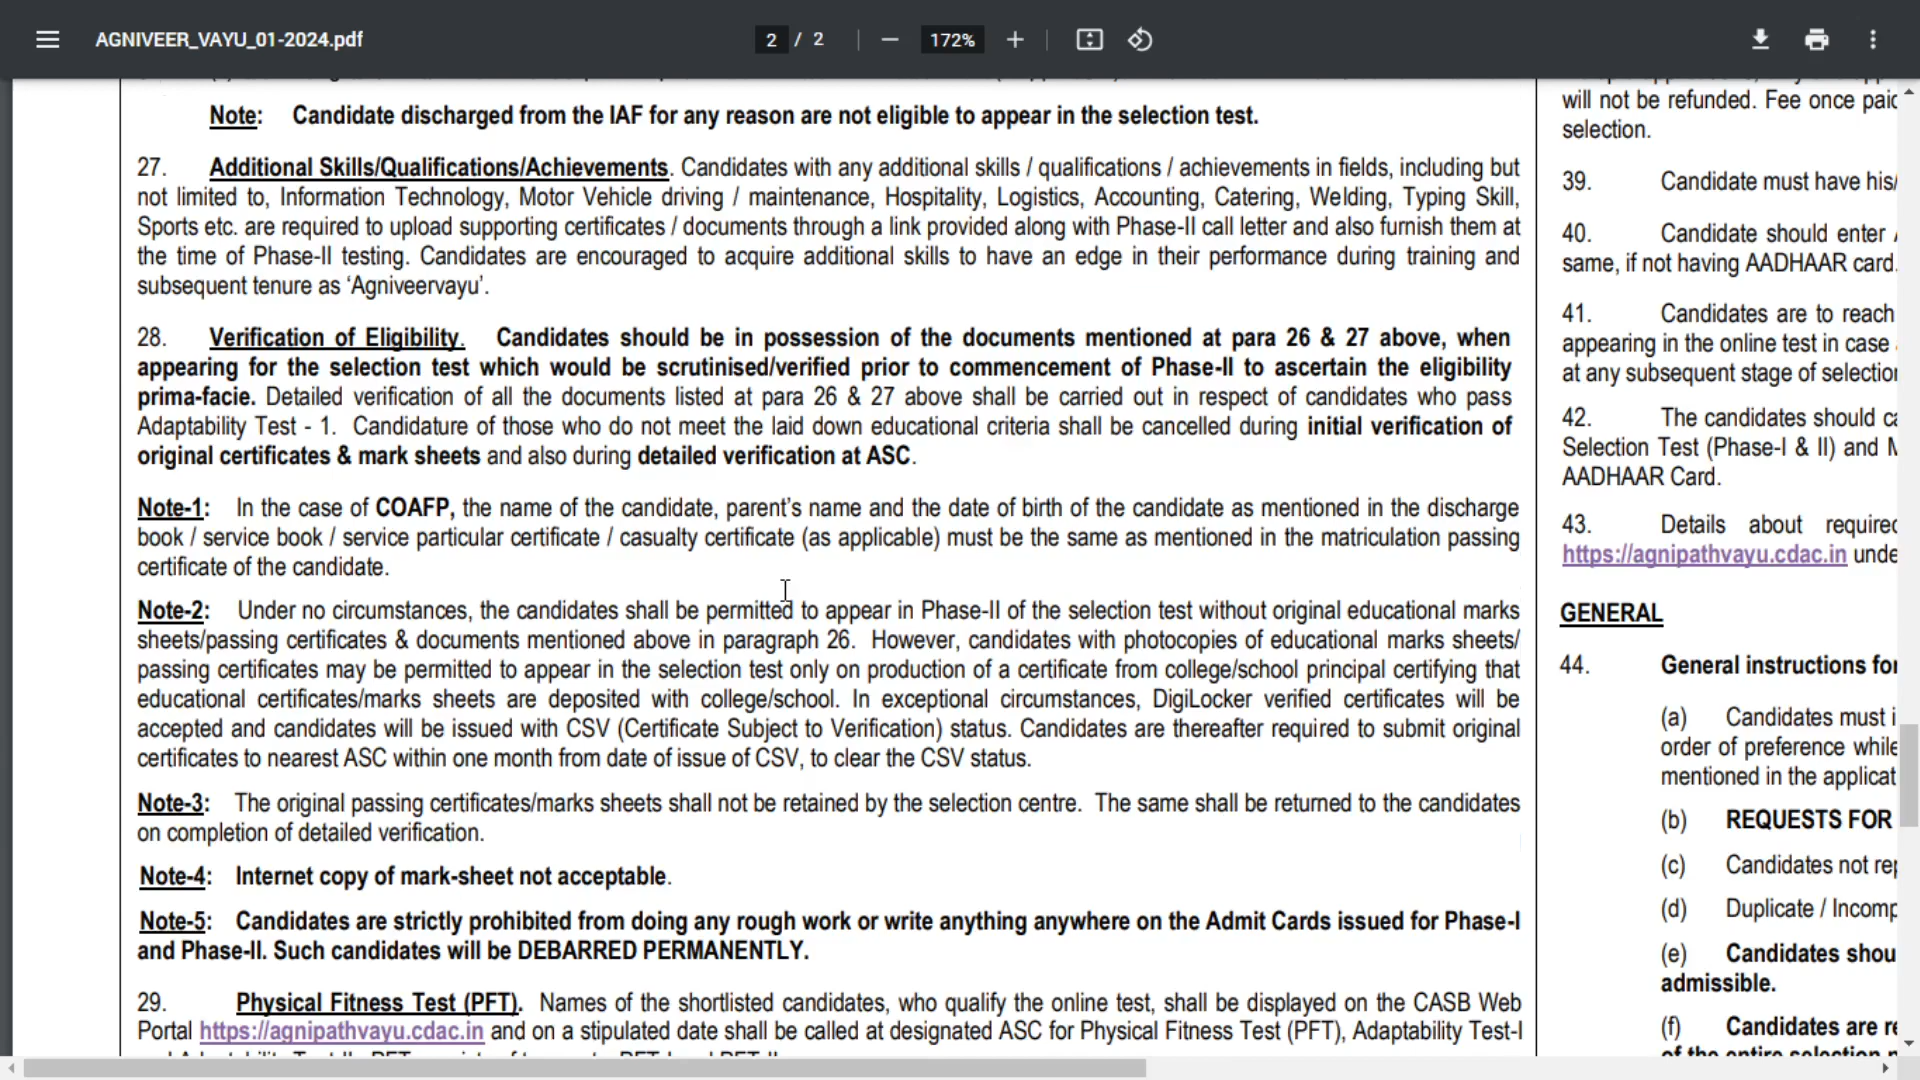 AGNIVEER_VAYU_01-2024.pdf
2 / 2
172%
Note: Candidate discharged from the IAF for any reason are not eligible to appear in the selection test.
27. Additional Skills/Qualifications/Achievements. Candidates with any additional skills / qualifications / achievements in fields, including but
not limited to, Information Technology, Motor Vehicle driving / maintenance, Hospitality, Logistics, Accounting, Catering, Welding, Typing Skill,
Sports etc. are required to upload supporting certificates / documents through a link provided along with Phase-II call letter and also furnish them at
the time of Phase-II testing. Candidates are encouraged to acquire additional skills to have an edge in their performance during training and
subsequent tenure as ‘Agniveervayu’.
28. Verification of Eligibility. Candidates should be in possession of the documents mentioned at para 26 & 27 above, when
appearing for the selection test which would be scrutinised/verified prior to commencement of Phase-II to ascertain the eligibility
prima-facie. Detailed verification of all the documents listed at para 26 & 27 above shall be carried out in respect of candidates who pass
Adaptability Test - 1. Candidature of those who do not meet the laid down educational criteria shall be cancelled during initial verification of
original certificates & mark sheets and also during detailed verification at ASC.
Note-1: In the case of COAFP, the name of the candidate, parent’s name and the date of birth of the candidate as mentioned in the discharge
book / service book / service particular certificate / casualty certificate (as applicable) must be the same as mentioned in the matriculation passing
certificate of the candidate.
Note-2: Under no circumstances, the candidates shall be permitted to appear in Phase-II of the selection test without original educational marks
sheets/passing certificates & documents mentioned above in paragraph 26. However, candidates with photocopies of educational marks sheets/
passing certificates may be permitted to appear in the selection test only on production of a certificate from college/school principal certifying that
educational certificates/marks sheets are deposited with college/school. In exceptional circumstances, DigiLocker verified certificates will be
accepted and candidates will be issued with CSV (Certificate Subject to Verification) status. Candidates are thereafter required to submit original
certificates to nearest ASC within one month from date of issue of CSV, to clear the CSV status.
Note-3: The original passing certificates/marks sheets shall not be retained by the selection centre. The same shall be returned to the candidates
on completion of detailed verification.
Note-4: Internet copy of mark-sheet not acceptable.
Note-5: Candidates are strictly prohibited from doing any rough work or write anything anywhere on the Admit Cards issued for Phase-I
and Phase-II. Such candidates will be DEBARRED PERMANENTLY.
29. Physical Fitness Test (PFT). Names of the shortlisted candidates, who qualify the online test, shall be displayed on the CASB Web
Portal https://agnipathvayu.cdac.in and on a stipulated date shall be called at designated ASC for Physical Fitness Test (PFT), Adaptability Test-I
will not be refunded. Fee once paid
selection.
39. Candidate must have his/
40. Candidate should enter
same, if not having AADHAAR card.
41. Candidates are to reach
appearing in the online test in case
at any subsequent stage of selection
42. The candidates should ca
Selection Test (Phase-I & II) and M
AADHAAR Card.
43. Details about required
https://agnipathvayu.cdac.in unde
GENERAL
44. General instructions for
(a) Candidates must i
order of preference while
mentioned in the applicat
(b) REQUESTS FOR
(c) Candidates not rep
(d) Duplicate / Incomp
(e) Candidates shou
admissible.
(f) Candidates are re
of the entire selection p